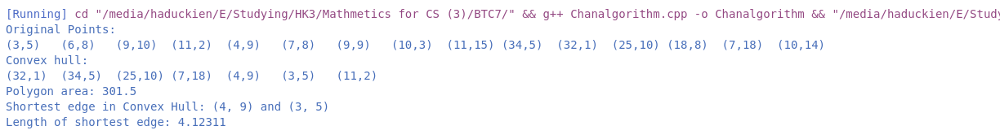 [Running] cd "/media/haduckien/E/Studying/HK3/Mathmetics for CS (3)/BTC7/" && g++ Chanalgorithm.cpp -o Chanalgorithm && "/media/haduckien/E/Study
Original Points:
(3,5) (6,8) (9,10) (11,2) (4,9) (7,8) (9,9) (10,3) (11,15) (34,5) (32,1) (25,10) (18,8) (7,18) (10,14)
Convex hull:
(32,1) (34,5) (25,10) (7,18) (4,9) (3,5) (11,2)
Polygon area: 301.5
Shortest edge in Convex Hull: (4, 9) and (3, 5)
Length of shortest edge: 4.12311